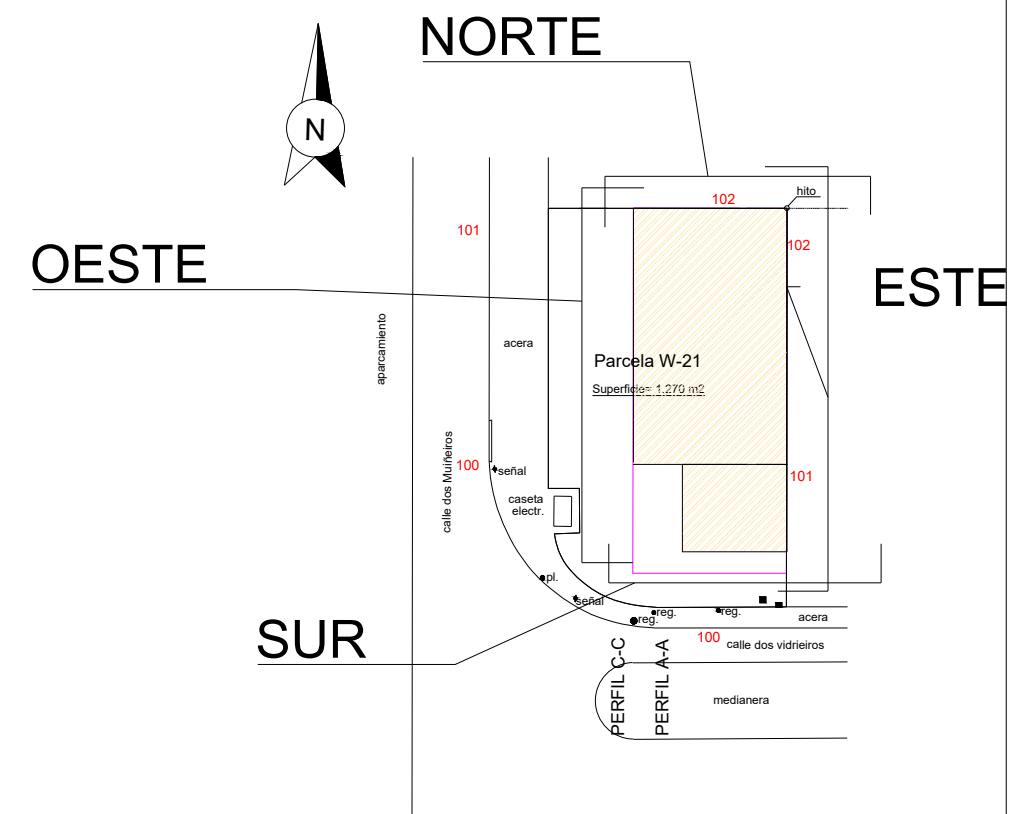 NORTE
N
hito
102
101
102
OESTE
ESTE
aparcamiento
acera
Parcela W-21
Superficie= 1.270 m2
calle dos Muiñeiros
100
señal
101
caseta
electr.
pl.
señal
reg.
reg.
reg.
acera
SUR
100
calle dos vidrieiros
PERFIL C-C
PERFIL A-A
medianera